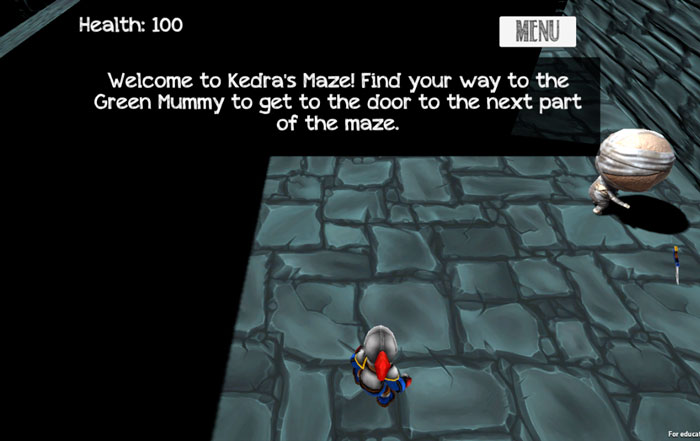 Health: 100
MENU
Welcome to Kedra's Maze! Find your way to the
Green Mummy to get to the door to the next part
of the maze.
For